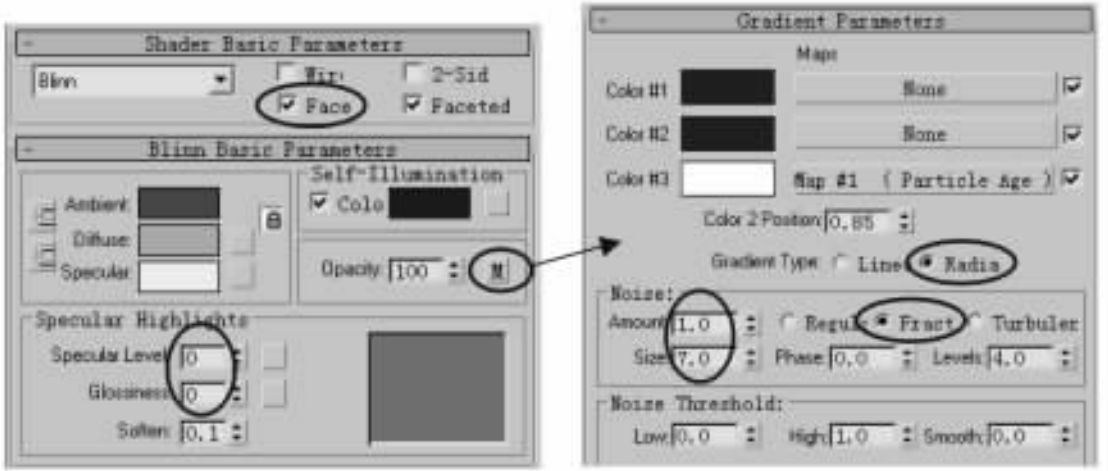 Shader Basic Parameters
Blinn
Wir
2-Sid
Face
Faceted
Blinn Basic Parameters
Ambient:
Diffuse:
Specular:
Self-Illumination
Colo
Opacity: 100 M
Specular Highlights
Specular Level: 0
Glossiness: 0
Soften: 0.1
Gradient Parameters
Maps
Color #1 None
Color #2 None
Color #3 Map #1 ( Particle Age )
Color 2 Position: 0.85
Gradient Type: Line Radia
Noise:
Amount: 1.0 Regul Fract Turbuler
Size: 7.0 Phase: 0.0 Levels: 4.0
Noise Threshold:
Low: 0.0 High: 1.0 Smooth: 0.0